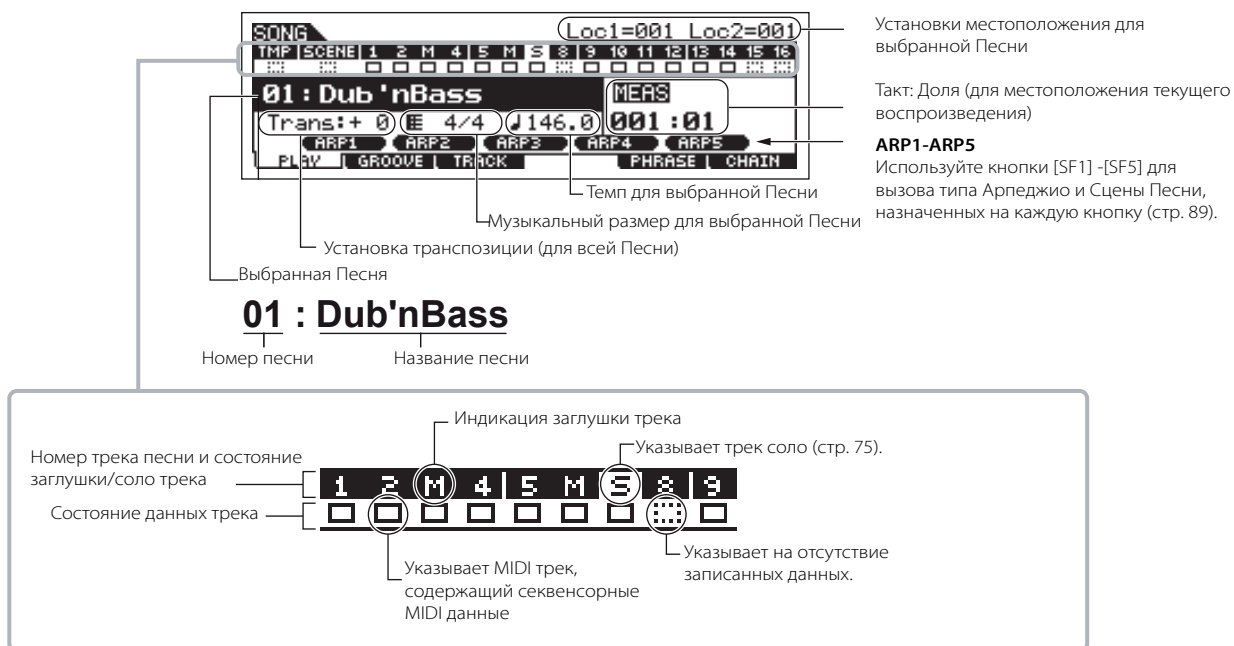 SONG
Loc1=001 Loc2=001
TMP SCENE 1 2 M 4 5 M S 8 9 10 11 12 13 14 15 16
01:Dub'nBass
MEAS
Trans:+ 0 4/4 ♩146.0 001:01
ARP1 ARP2 ARP3 ARP4 ARP5
PLAY GROOVE TRACK PHRASE CHAIN
Установки местоположения для
выбранной Песни
Такт: Доля (для местоположения текущего
воспроизведения)
ARP1-ARP5
Используйте кнопки [SF1] -[SF5] для
вызова типа Арпеджио и Сцены Песни,
назначенных на каждую кнопку (стр. 89).
Темп для выбранной Песни
Музыкальный размер для выбранной Песни
Установка транспозиции (для всей Песни)
Выбранная Песня
01 : Dub'nBass
Номер песни
Название песни
Индикация заглушки трека
Указывает трек соло (стр. 75).
Номер трека песни и состояние
заглушки/соло трека
1 2 M 4 5 M S 8 9
Состояние данных трека
Указывает MIDI трек,
содержащий секвенсорные
MIDI данные
Указывает на отсутствие
записанных данных.